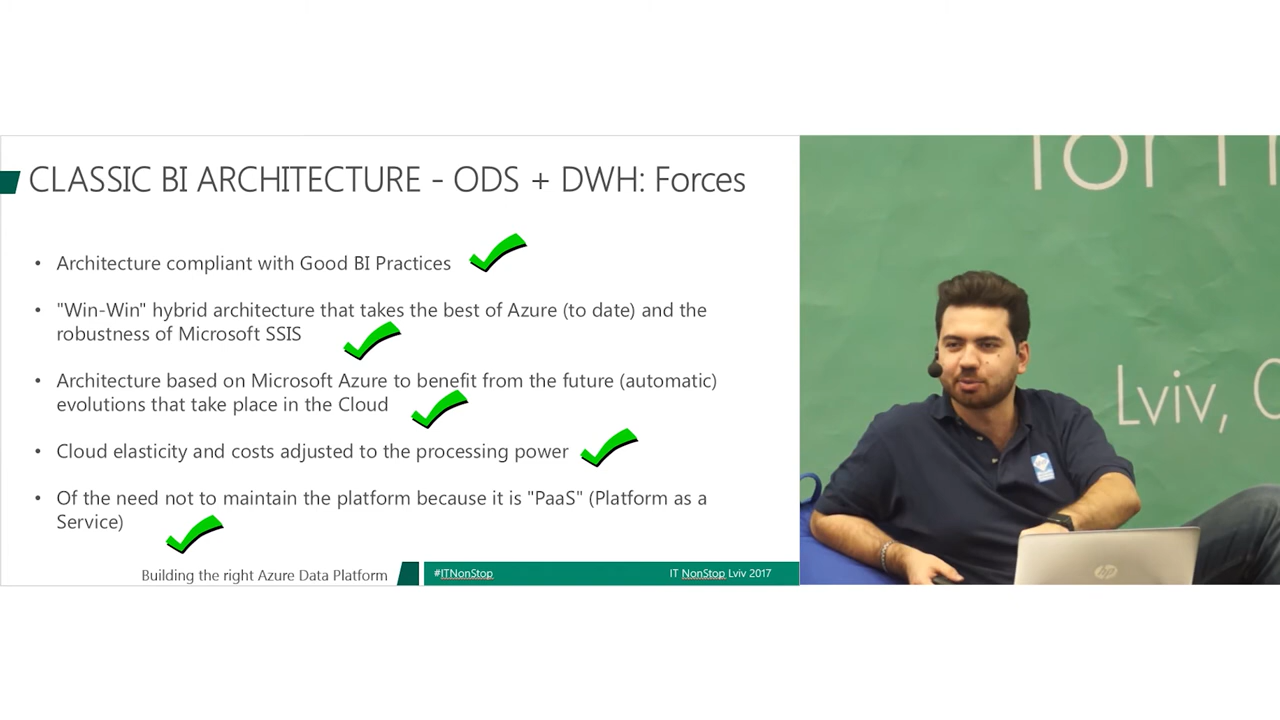 CLASSIC BI ARCHITECTURE - ODS + DWH: Forces
• Architecture compliant with Good BI Practices
• "Win-Win" hybrid architecture that takes the best of Azure (to date) and the
robustness of Microsoft SSIS
• Architecture based on Microsoft Azure to benefit from the future (automatic)
evolutions that take place in the Cloud
• Cloud elasticity and costs adjusted to the processing power
• Of the need not to maintain the platform because it is "PaaS" (Platform as a
Service)
Building the right Azure Data Platform
#ITNonStop
IT NonStop Lviv 2017
Lviv,
hp